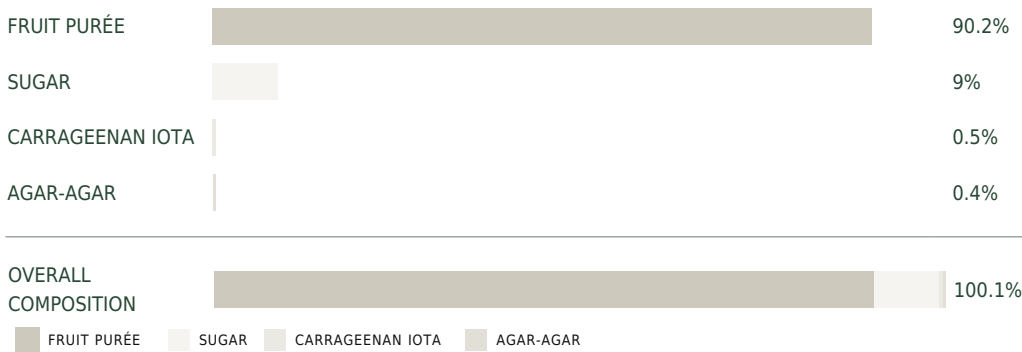 FRUIT PURÉE 90.2%
SUGAR 9%
CARRAGEENAN IOTA 0.5%
AGAR-AGAR 0.4%
OVERALL
COMPOSITION 100.1%
FRUIT PURÉE SUGAR CARRAGEENAN IOTA AGAR-AGAR